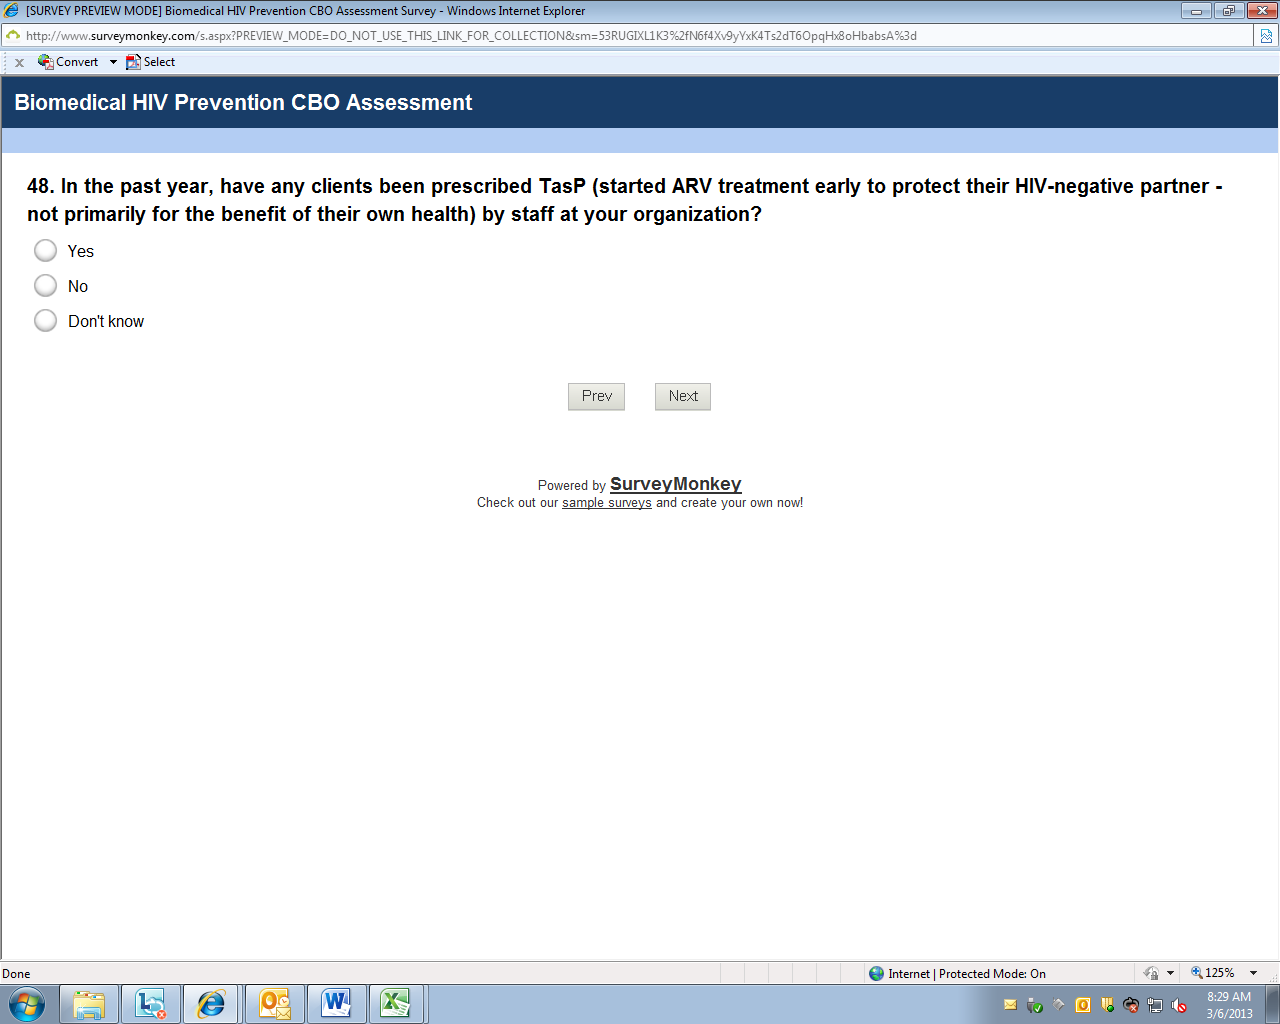 [SURVEY PREVIEW MODE] Biomedical HIV Prevention CBO Assessment Survey - Windows Internet Explorer
http://www.surveymonkey.com/s.aspx?PREVIEW_MODE=DO_NOT_USE_THIS_LINK_FOR_COLLECTION&sm=53RUGIXL1K3%2fN6f4Xv9yYxK4Ts2dT6OpqHx8oHbabsA%3d
x Convert Select
Biomedical HIV Prevention CBO Assessment
48. In the past year, have any clients been prescribed TasP (started ARV treatment early to protect their HIV-negative partner -
not primarily for the benefit of their own health) by staff at your organization?
Yes
No
Don't know
Prev Next
Powered by SurveyMonkey
Check out our sample surveys and create your own now!
Done Internet | Protected Mode: On 125%
8:29 AM
3/6/2013